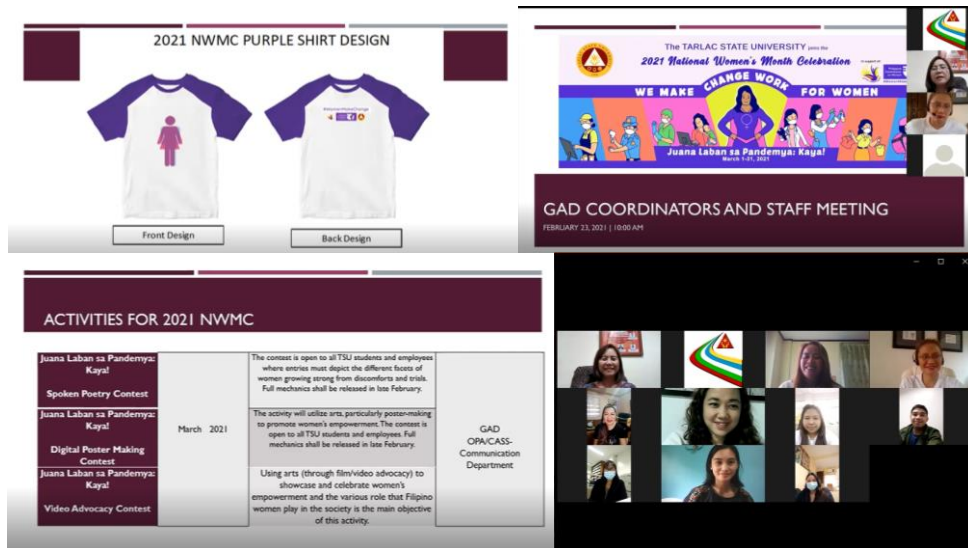 2021 NWMC PURPLE SHIRT DESIGN
#WomenMakeChange
Front Design
Back Design
The TARLAC STATE UNIVERSITY joins the
2021 National Women's Month Celebration
WE MAKE CHANGE WORK FOR WOMEN
Juana Laban sa Pandemya: Kaya!
March 1-31, 2021
GAD COORDINATORS AND STAFF MEETING
FEBRUARY 23, 2021 | 10:00 AM
ACTIVITIES FOR 2021 NWMC
Juana Laban sa Pandemya:
Kaya!
Spoken Poetry Contest
The contest is open to all TSU students and employees
where entries must depict the different facets of
women growing strong from discomforts and trials.
Full mechanics shall be released in late February.
Juana Laban sa Pandemya:
Kaya!
Digital Poster Making
Contest
March 2021
The activity will utilize arts, particularly poster-making
to promote women's empowerment. The contest is
open to all TSU students and employees. Full
mechanics shall be released in late February.
GAD
OPA/CASS-
Communication
Department
Juana Laban sa Pandemya:
Kaya!
Video Advocacy Contest
Using arts (through film/video advocacy) to
showcase and celebrate women's
empowerment and the various role that Filipino
women play in the society is the main objective
of this activity.